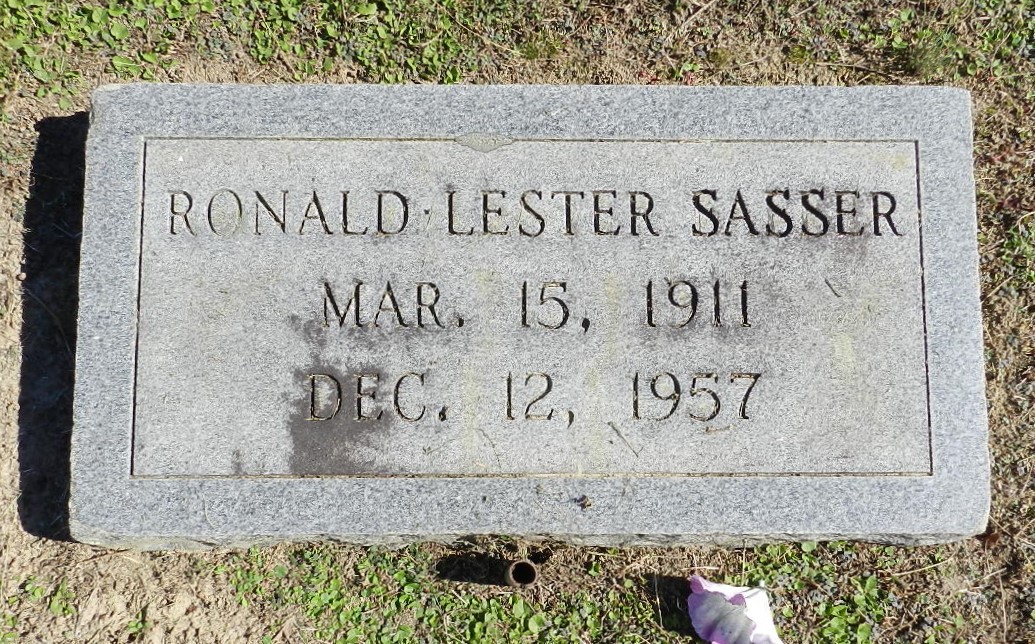 RONALD LESTER SASSER
MAR. 15, 1911
DEC. 12, 1957